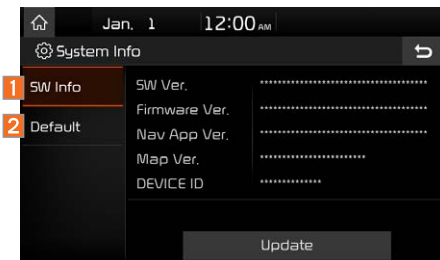 Jan. 1 12:00 AM
System Info
1 SW Info
2 Default
SW Ver. ************************************
Firmware Ver. ************************************
Nav App Ver. ************************************
Map Ver. ***********************
DEVICE ID **************
Update